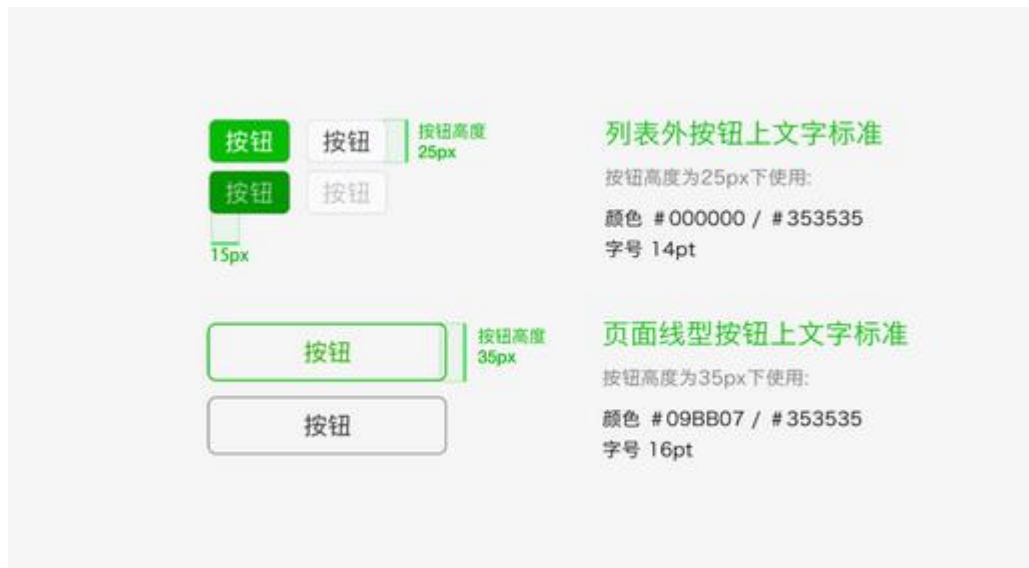 按钮 按钮
按钮高度
25px
按钮 按钮
15px
列表外按钮上文字标准
按钮高度为25px下使用:
颜色 #000000 / #353535
字号 14pt
按钮
按钮高度
35px
按钮
页面线型按钮上文字标准
按钮高度为35px下使用:
颜色 #09BB07 / #353535
字号 16pt